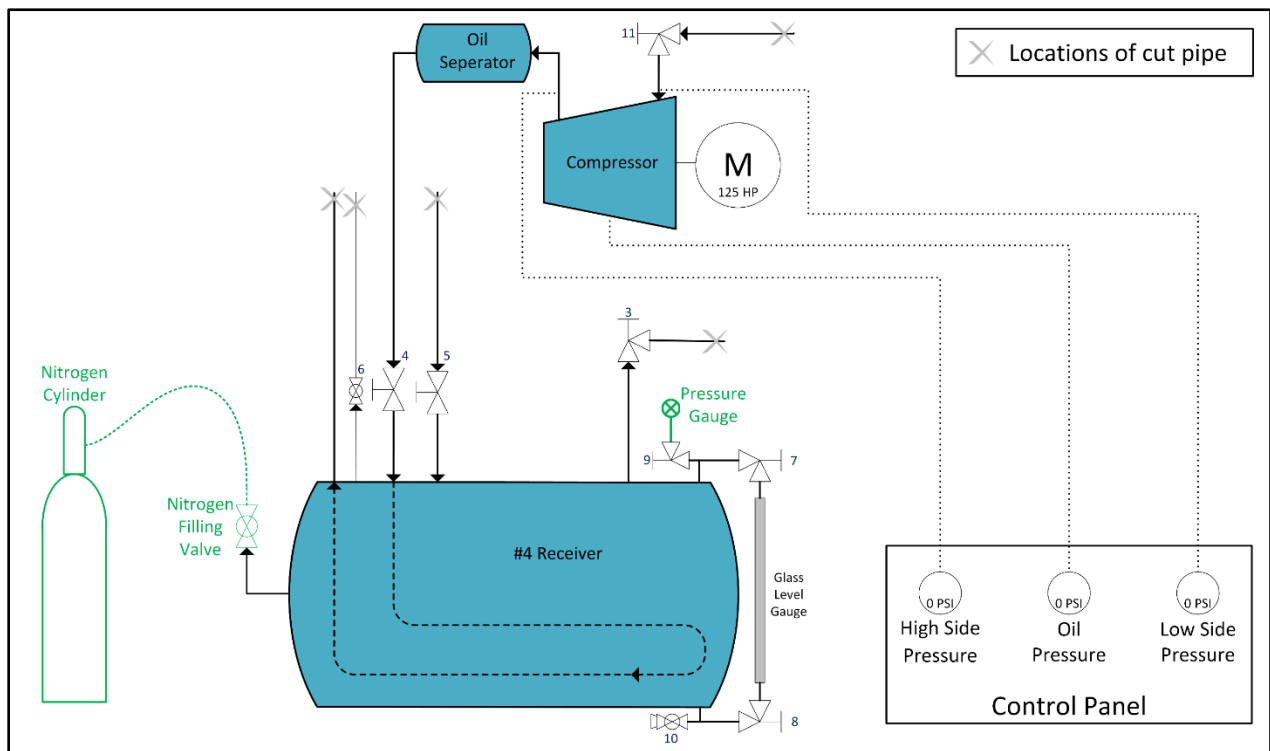 Oil
Seperator
11
Locations of cut pipe
Compressor
M
125 HP
3
6
4
5
Nitrogen
Cylinder
Pressure
Gauge
9
7
Nitrogen
Filling
Valve
#4 Receiver
Glass
Level
Gauge
0 PSI
0 PSI
0 PSI
High Side
Pressure
Oil
Pressure
Low Side
Pressure
Control Panel
10
8